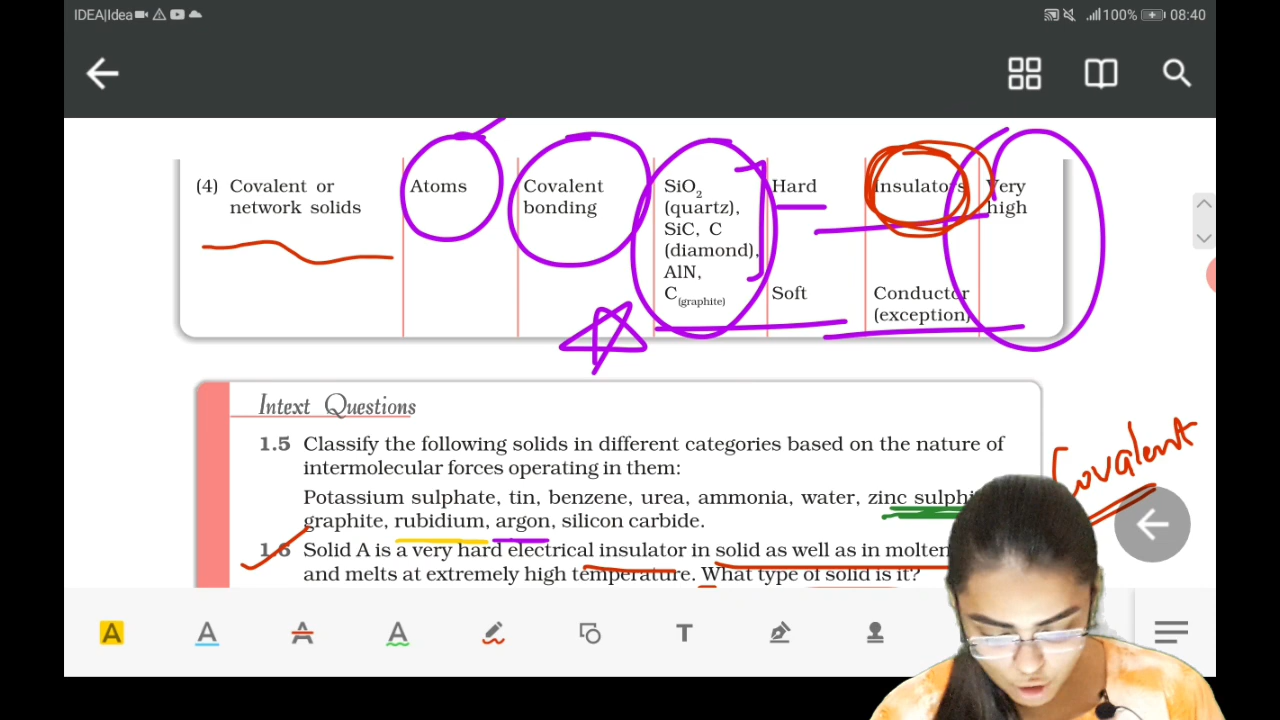 IDEA|Idea
100%
08:40
(4) Covalent or network solids
Atoms
Covalent bonding
SiO2 (quartz), SiC, C (diamond), AlN, C(graphite)
Hard
Soft
Insulators
Conductor (exception)
Very high
Intext Questions
1.5 Classify the following solids in different categories based on the nature of
intermolecular forces operating in them:
Potassium sulphate, tin, benzene, urea, ammonia, water, zinc
graphite, rubidium, argon, silicon carbide.
1.6 Solid A is a very hard electrical insulator in solid as well as in molten
and melts at extremely high temperature. What type of solid is it?
Covalent
A
A
A
A
T